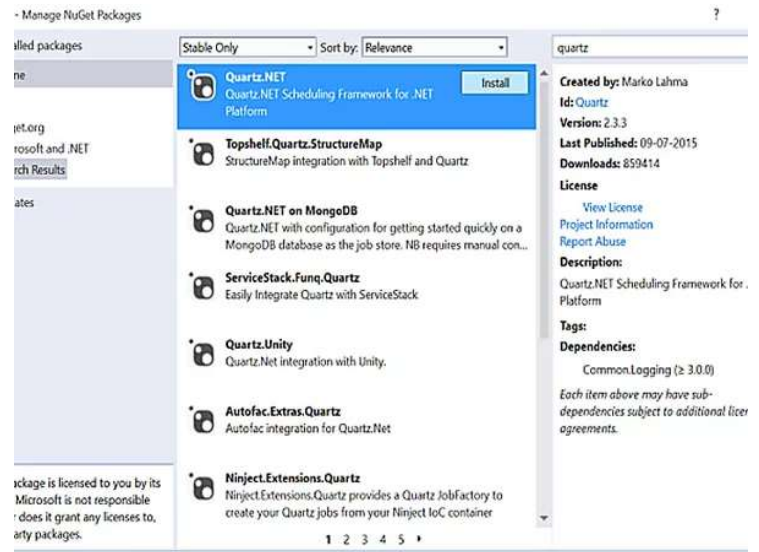 - Manage NuGet Packages ?
alled packages
Stable Only Sort by: Relevance
quartz
ne
get.org
rosoft and .NET
rch Results
ates
Quartz.NET
Install
Quartz.NET Scheduling Framework for .NET
Platform
Topshelf.Quartz.StructureMap
StructureMap integration with Topshelf and Quartz
Quartz.NET on MongoDB
Quartz.NET with configuration for getting started quickly on a
MongoDB database as the job store. NB requires manual con...
ServiceStack.Funq.Quartz
Easily Integrate Quartz with ServiceStack
Quartz.Unity
Quartz.Net integration with Unity.
Autofac.Extras.Quartz
Autofac integration for Quartz.Net
Ninject.Extensions.Quartz
Ninject.Extensions.Quartz provides a Quartz JobFactory to
create your Quartz jobs from your Ninject IoC container
1 2 3 4 5
Created by: Marko Lahma
Id: Quartz
Version: 2.3.3
Last Published: 09-07-2015
Downloads: 859414
License
View License
Project Information
Report Abuse
Description:
Quartz.NET Scheduling Framework for .
Platform
Tags:
Dependencies:
Common.Logging (≥ 3.0.0)
Each item above may have sub-
dependencies subject to additional licen
agreements.
ackage is licensed to you by its
Microsoft is not responsible
r does it grant any licenses to,
arty packages.